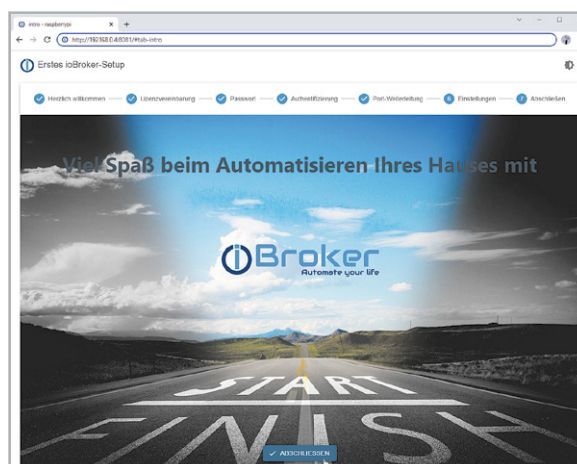 intro - raspberrypi
http://192.168.0.4:8081/#tab-intro
Erstes ioBroker-Setup
Herzlich willkommen
Lizenzvereinbarung
Passwort
Authentifizierung
Port-Weiterleitung
6 Einstellungen
7 Abschließen
Viel Spaß beim Automatisieren Ihres Hauses mit
ioBroker
Automate your life
START
FINISH
ABSCHLIESSEN